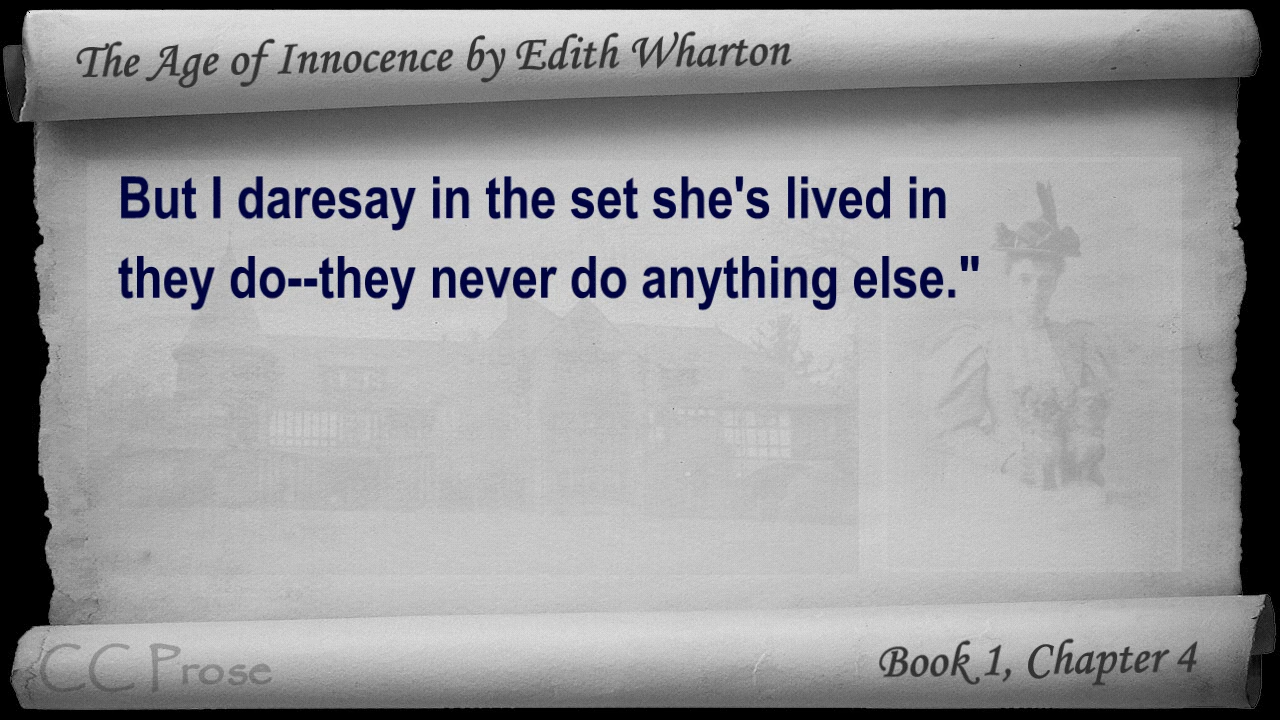 The Age of Innocence by Edith Wharton
But I daresay in the set she's lived in
they do--they never do anything else."
CC Prose
Book 1, Chapter 4